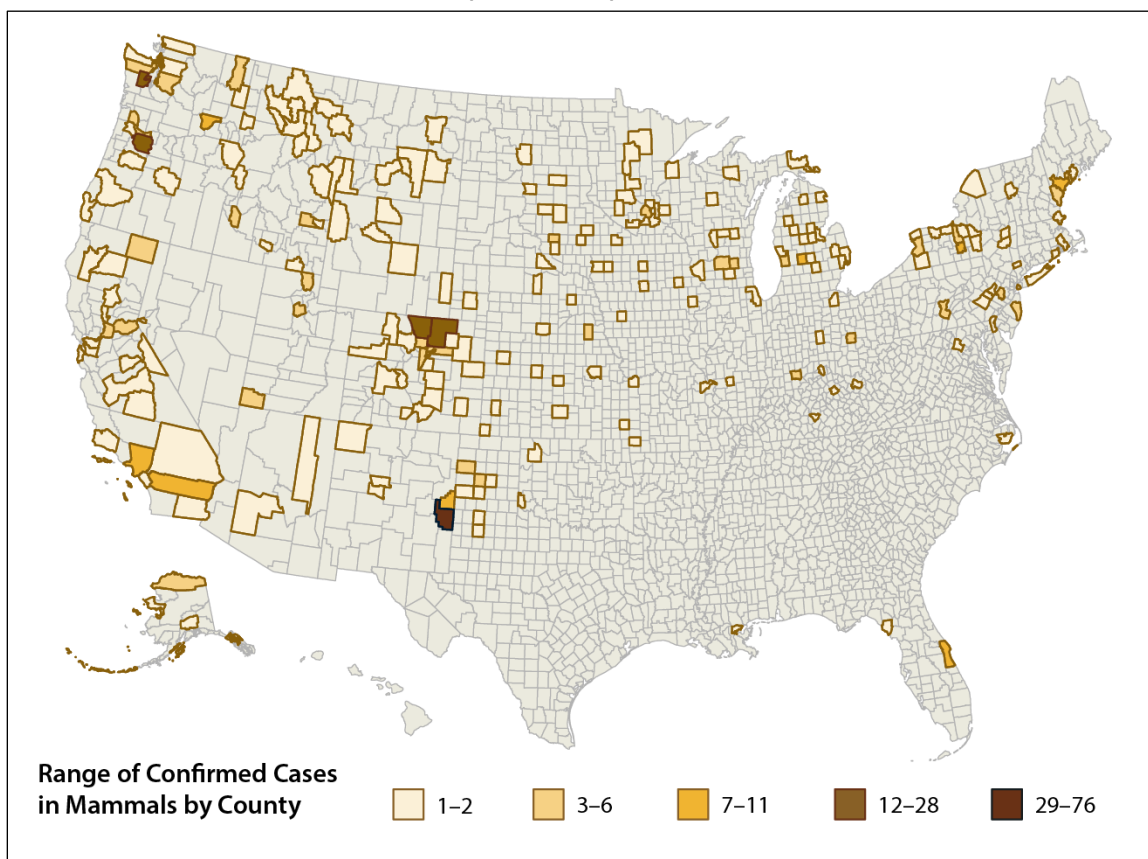 Range of Confirmed Cases
in Mammals by County
1–2
3–6
7–11
12–28
29–76